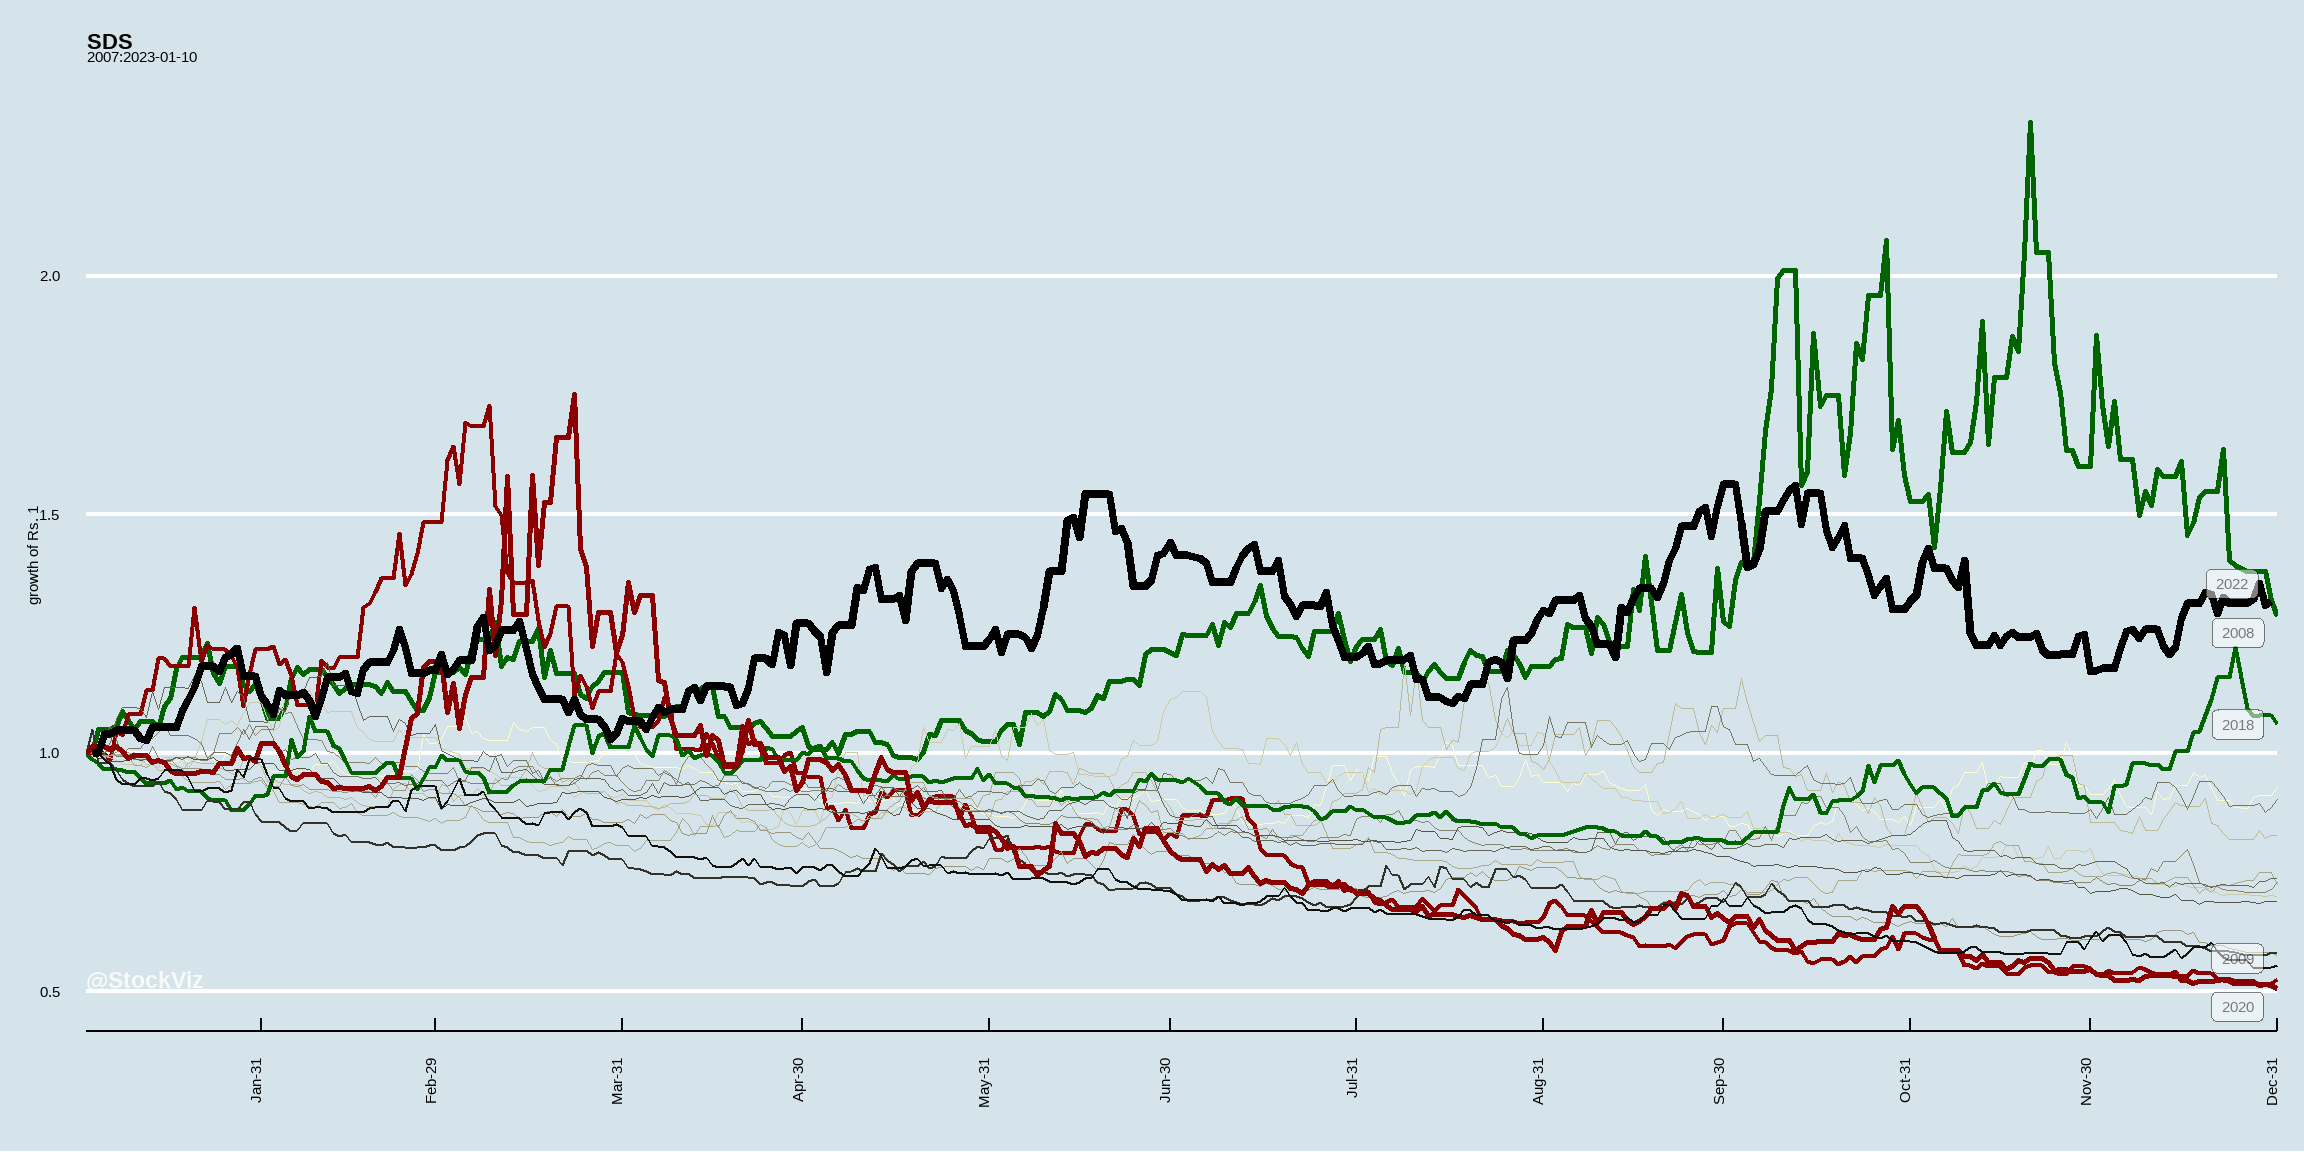 SDS
2007:2023-01-10
2.0
1.5
1.0
0.5
growth of Rs. 1
2022
2008
2018
2009
2020
@StockViz
Jan-31
Feb-29
Mar-31
Apr-30
May-31
Jun-30
Jul-31
Aug-31
Sep-30
Oct-31
Nov-30
Dec-31